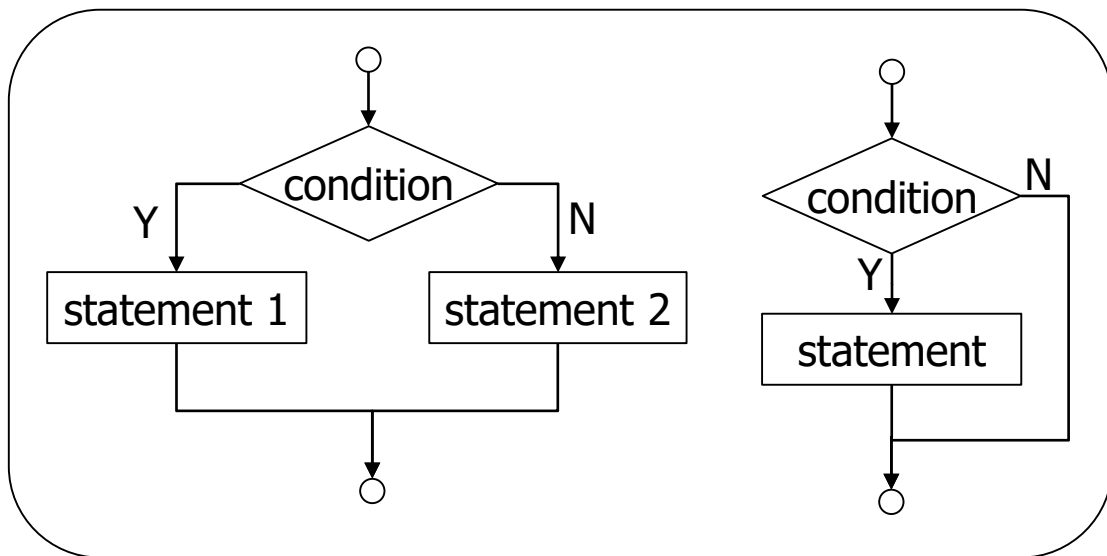 condition
Y
N
statement 1
statement 2
condition
N
Y
statement